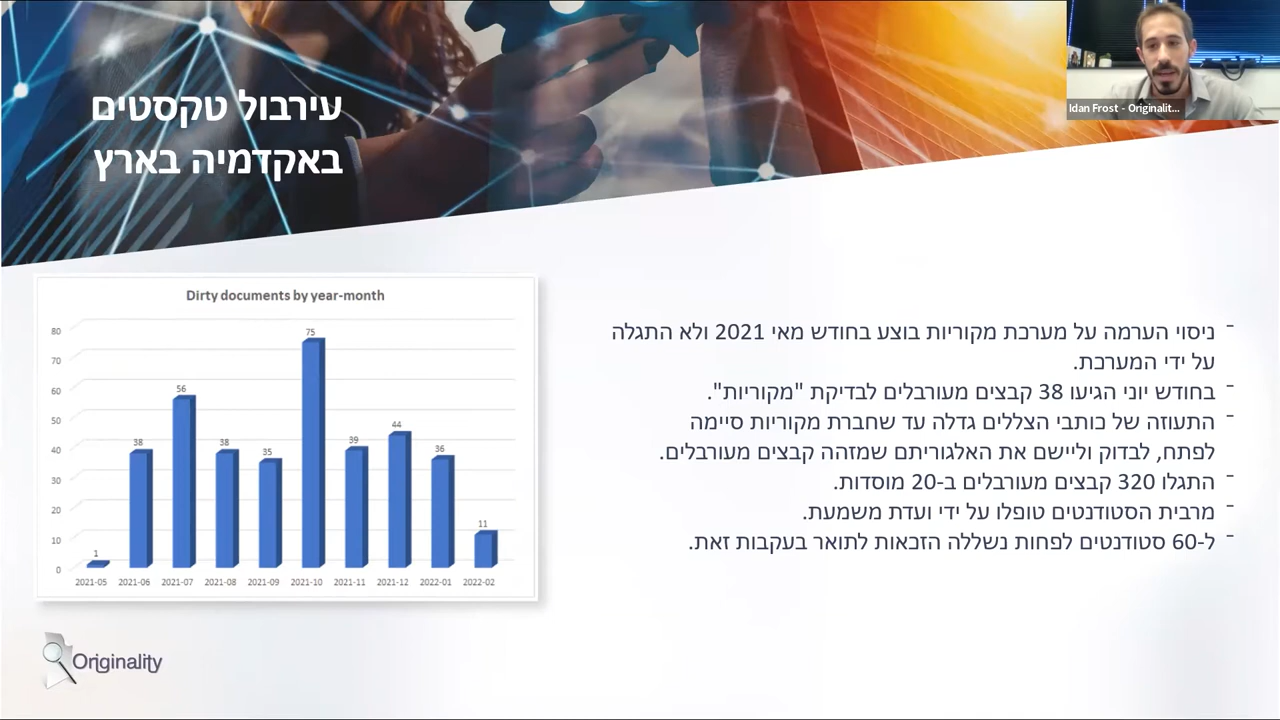 עירבול טקסטים
באקדמיה בארץ
Idan Frost - Originalit...
Dirty documents by year-month
80
70
60
50
40
30
20
10
0
1
38
56
38
35
75
39
44
36
11
2021-05 2021-06 2021-07 2021-08 2021-09 2021-10 2021-11 2021-12 2022-01 2022-02
- ניסוי הערמה על מערכת מקוריות בוצע בחודש מאי 2021 ולא התגלה
על ידי המערכת.
- בחודש יוני הגיעו 38 קבצים מעורבלים לבדיקת "מקוריות".
- התעוזה של כותבי הצללים גדלה עד שחברת מקוריות סיימה
לפתח, לבדוק וליישם את האלגוריתם שמזהה קבצים מעורבלים.
- התגלו 320 קבצים מעורבלים ב-20 מוסדות.
- מרבית הסטודנטים טופלו על ידי ועדת משמעת.
- ל-60 סטודנטים לפחות נשללה הזכאות לתואר בעקבות זאת.
Originality